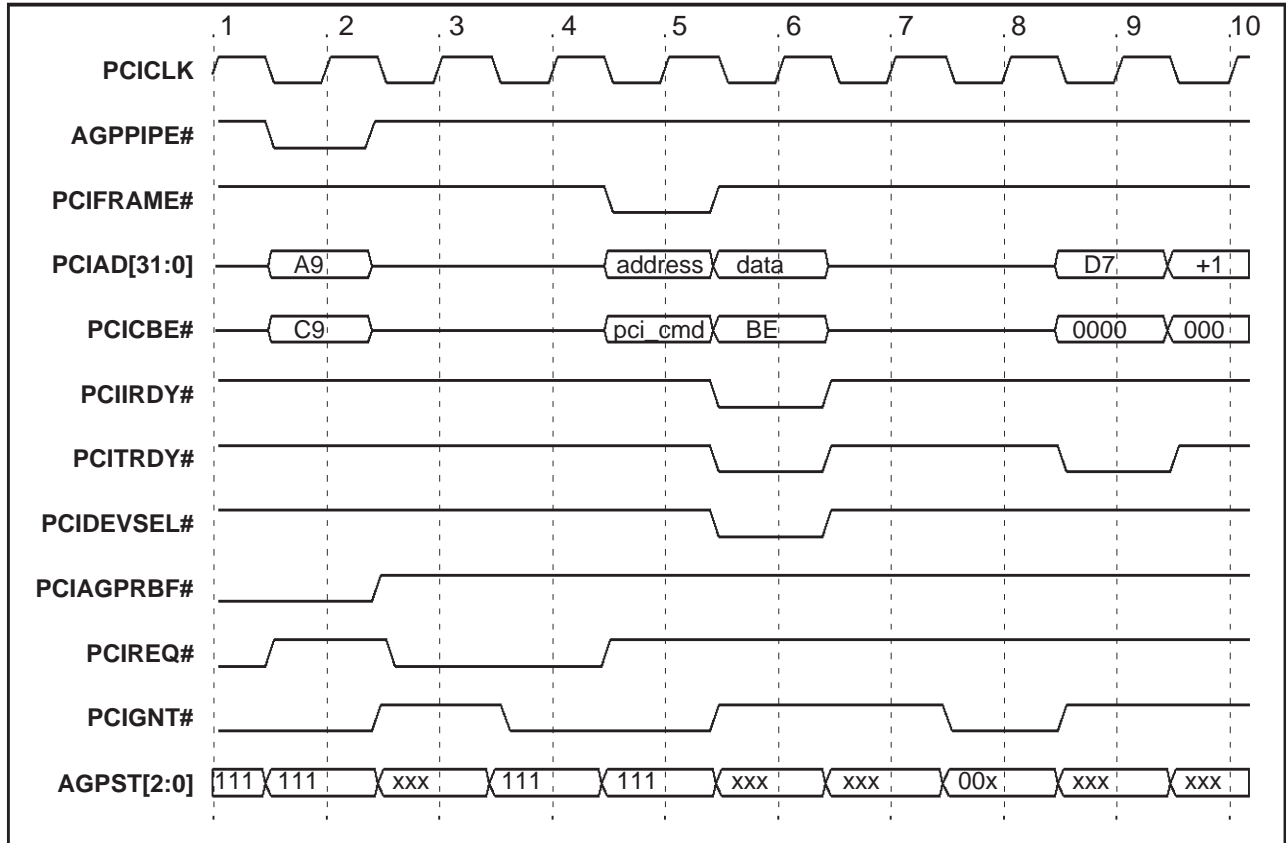 .1 .2 .3 .4 .5 .6 .7 .8 .9 .10
PCICLK
AGPPIPE#
PCIFRAME#
PCIAD[31:0] A9 address data D7 +1
PCICBE# C9 pci_cmd BE 0000 000
PCIIRDY#
PCITRDY#
PCIDEVSEL#
PCIAGPRBF#
PCIREQ#
PCIGNT#
AGPST[2:0] 111 111 xxx 111 111 xxx xxx 00x xxx xxx